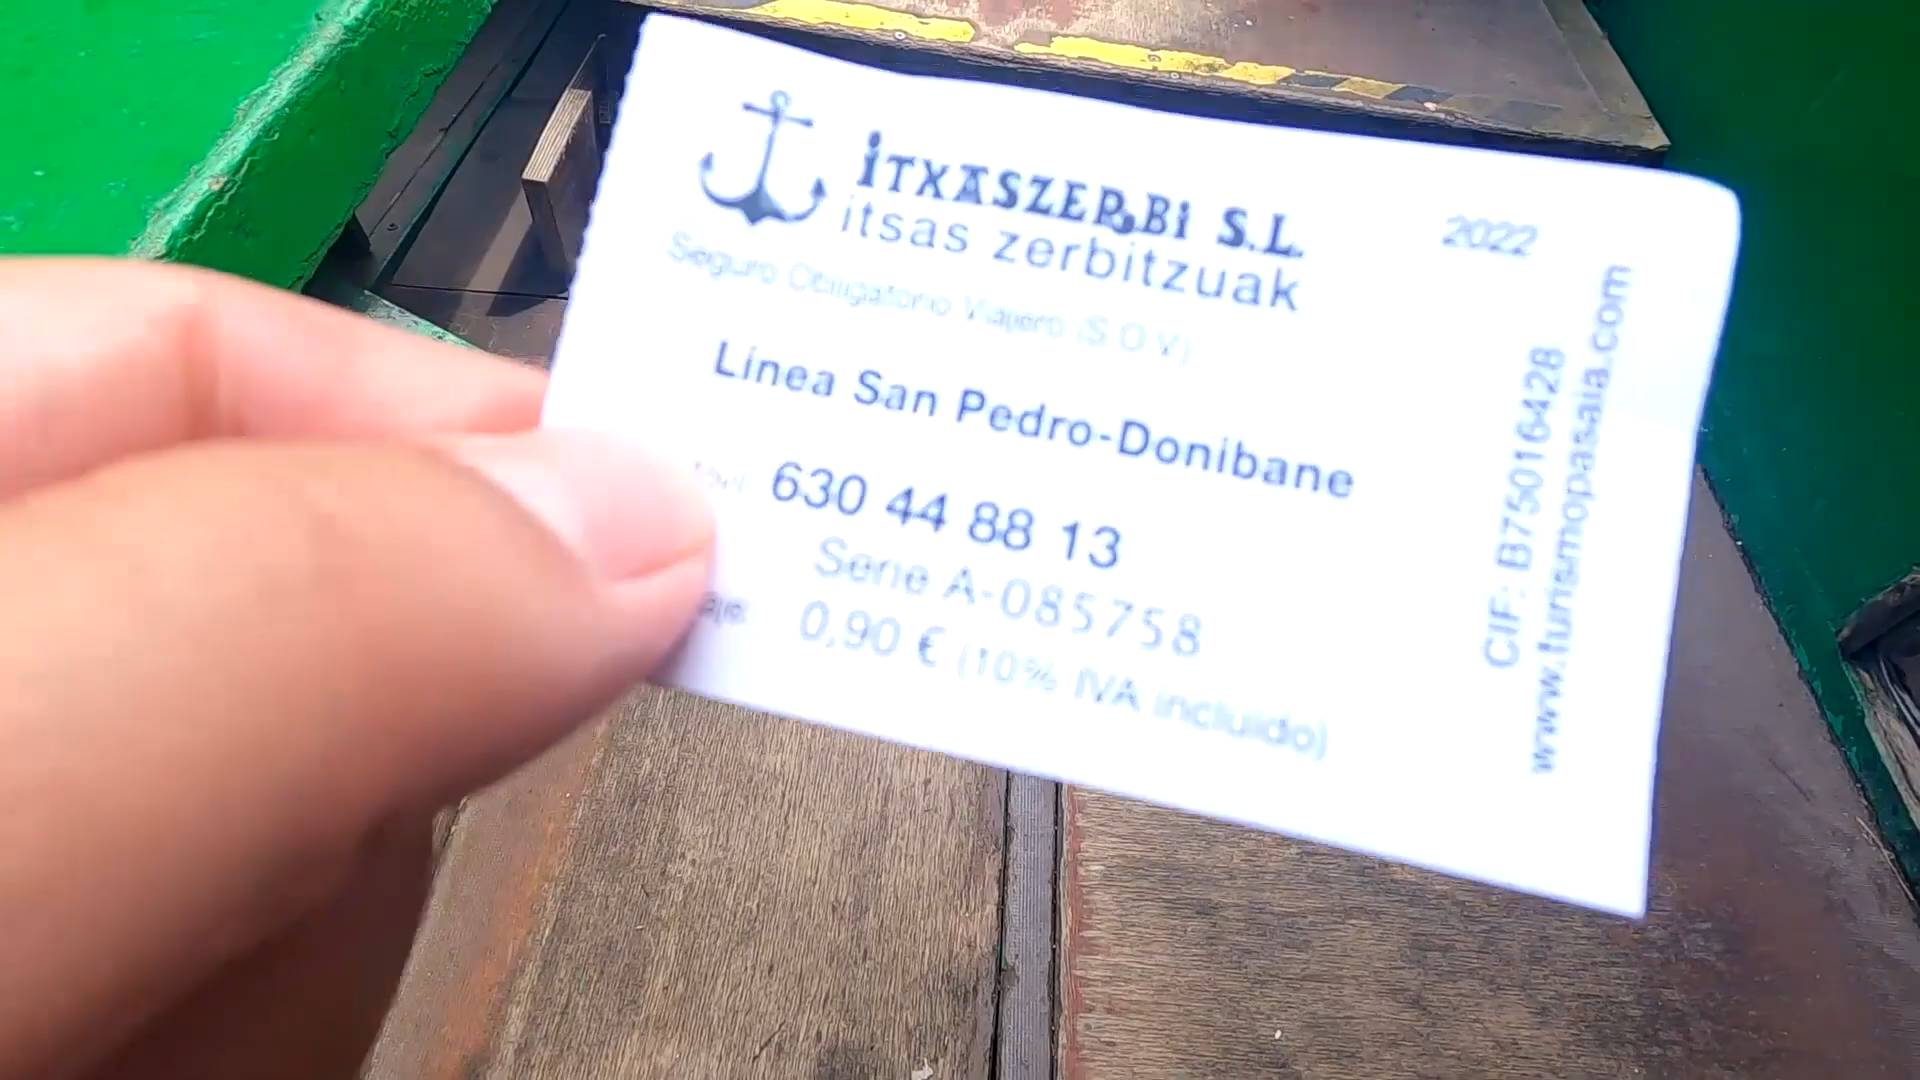 iTXASZERBi S.L.
itsas zerbitzuak
2022
Seguro Obligatorio Viajero (S.O.V)
Línea San Pedro-Donibane
630 44 88 13
Serie A-085758
0,90 € (10% IVA incluido)
CIF: B75016428
www.turismopasaia.com